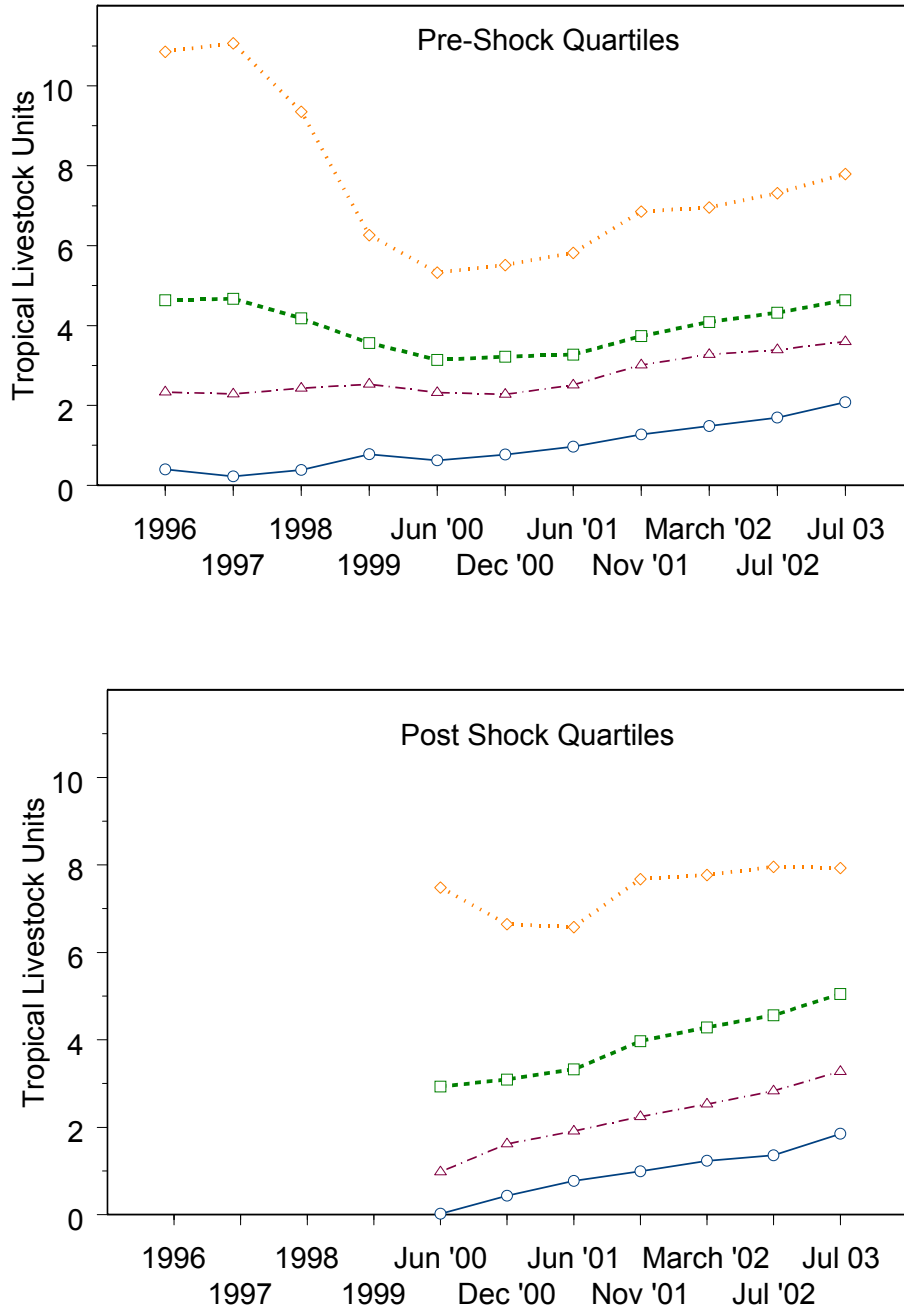 Pre-Shock Quartiles
Tropical Livestock Units
10
8
6
4
2
0
1996 1998 Jun '00 Jun '01 March '02 Jul 03
1997 1999 Dec '00 Nov '01 Jul '02
Post Shock Quartiles
Tropical Livestock Units
10
8
6
4
2
0
1996 1998 Jun '00 Jun '01 March '02 Jul 03
1997 1999 Dec '00 Nov '01 Jul '02